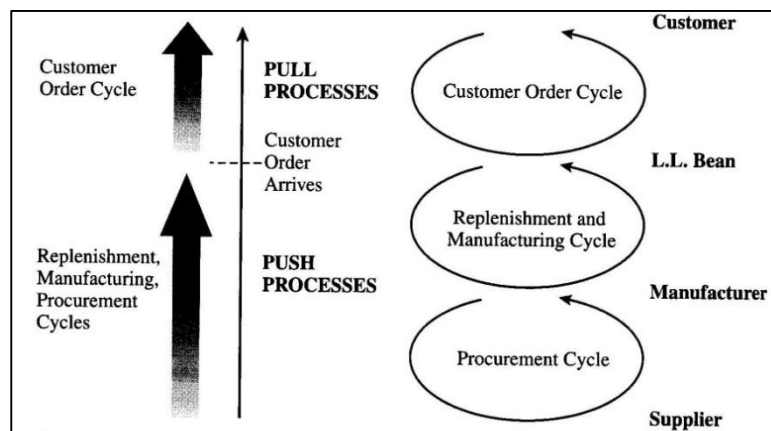 Customer Order
Cycle
PULL
PROCESSES
Customer
Order
Arrives
Replenishment,
Manufacturing,
Procurement
Cycles
PUSH
PROCESSES
Customer
Customer Order Cycle
L.L. Bean
Replenishment and
Manufacturing Cycle
Manufacturer
Procurement Cycle
Supplier